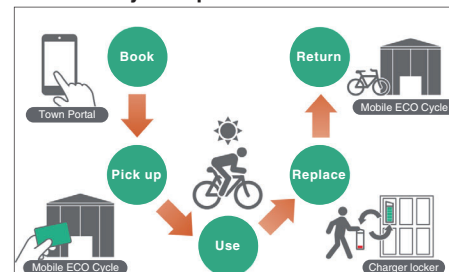 Book
Return
Town Portal
Mobile ECO Cycle
Pick up
Replace
Use
Mobile ECO Cycle
Charger locker